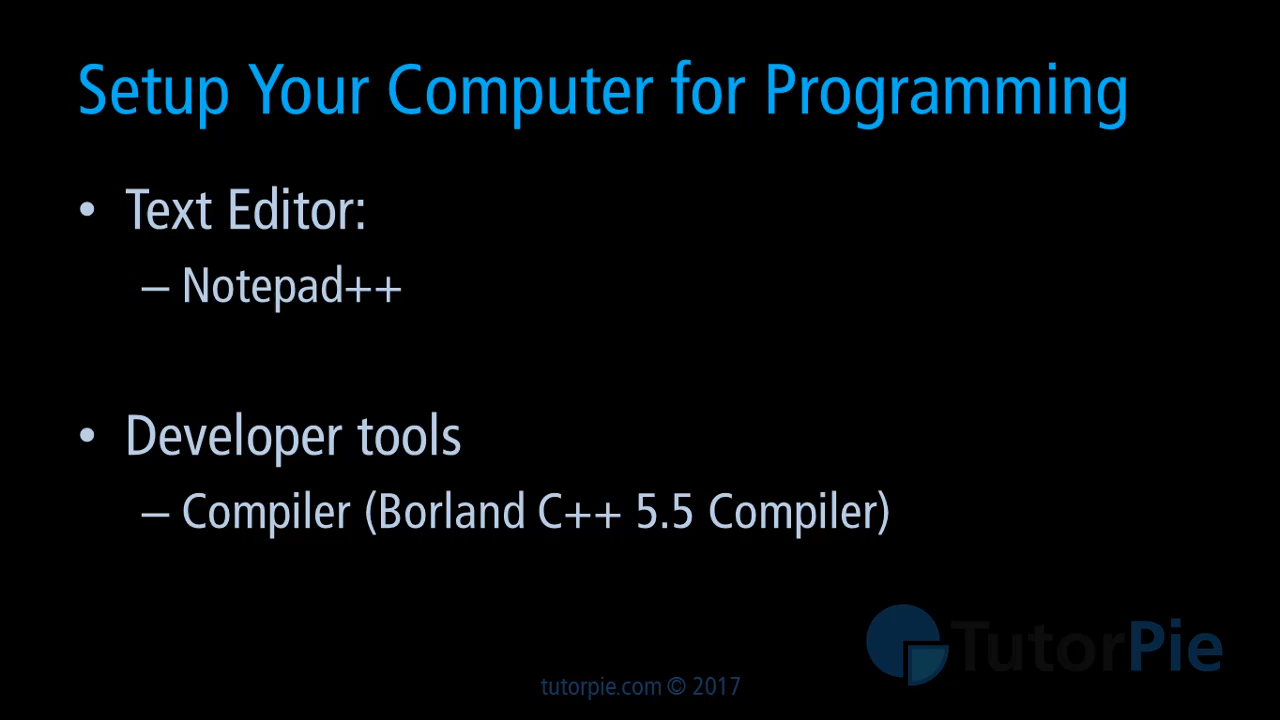 Setup Your Computer for Programming
• Text Editor:
– Notepad++
• Developer tools
– Compiler (Borland C++ 5.5 Compiler)
TutorPie
tutorpie.com © 2017